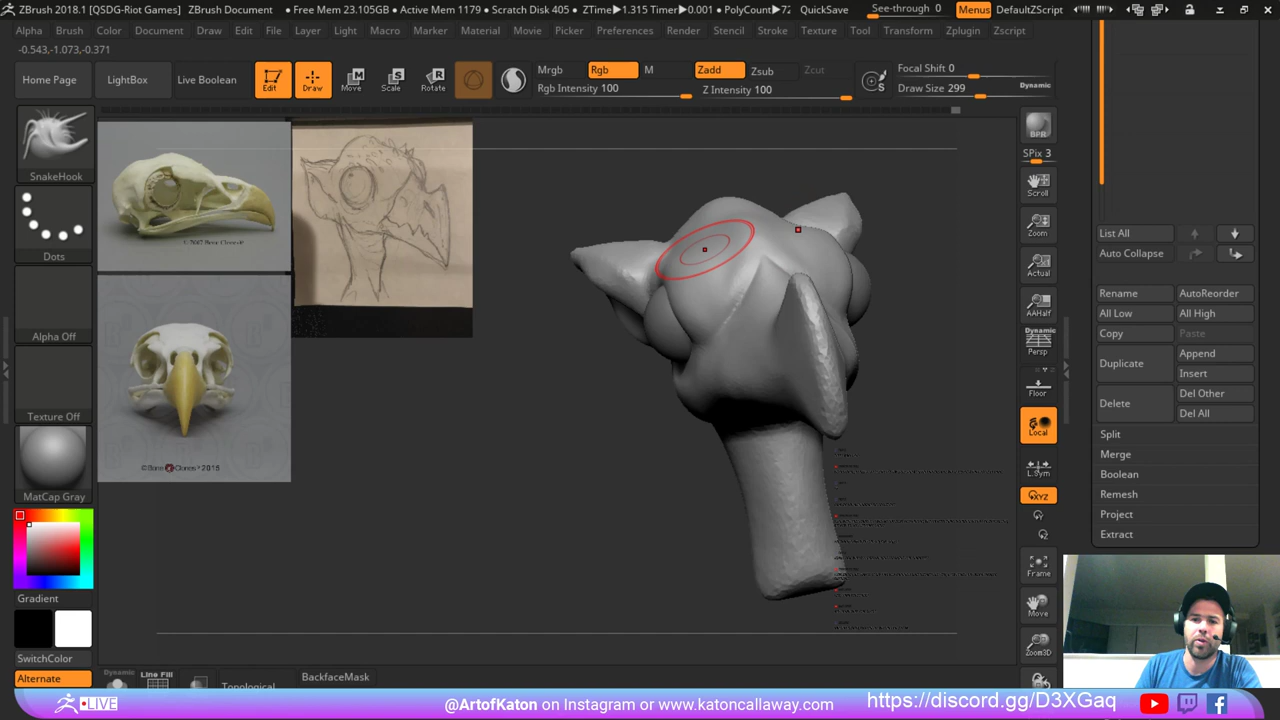 ZBrush 2018.1 [QSDG-Riot Games]
ZBrush Document
• Free Mem 23.105GB • Active Mem 1179 • Scratch Disk 405 • ZTime▶1.315 Timer▶0.001 • PolyCount▶72
QuickSave
See-through 0
Menus
DefaultZScript
Alpha Brush Color Document Draw Edit File Layer Light Macro Marker Material Movie Picker Preferences Render Stencil Stroke Texture Tool Transform Zplugin Zscript
-0.543,-1.073,-0.371
Home Page
LightBox
Live Boolean
Edit
Draw
Move
Scale
Rotate
Mrgb
Rgb
M
Rgb Intensity 100
Zadd
Zsub
Zcut
Z Intensity 100
Focal Shift 0
Draw Size 299
Dynamic
SnakeHook
Dots
Alpha Off
Texture Off
MatCap Gray
Gradient
SwitchColor
Alternate
Dynamic
Line Fill
Topological
BackfaceMask
BPR
SPix 3
Scroll
Zoom
Actual
AAHalf
Dynamic
Persp
Floor
Local
L.Sym
XYZ
Y
Z
Frame
Move
Zoom3D
List All
Auto Collapse
Rename
AutoReorder
All Low
All High
Copy
Paste
Duplicate
Append
Insert
Delete
Del Other
Del All
Split
Merge
Boolean
Remesh
Project
Extract
LIVE
@ArtofKaton on Instagram or www.katoncallaway.com
https://discord.gg/D3XGaq